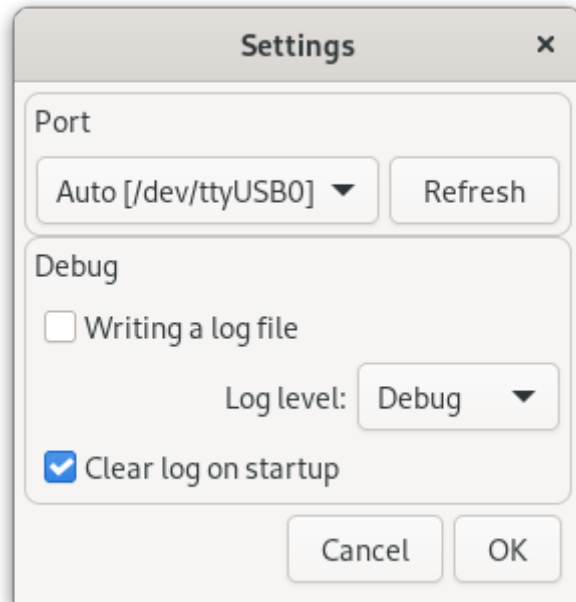 Settings
Port
Auto [/dev/ttyUSB0] Refresh
Debug
Writing a log file
Log level: Debug
Clear log on startup
Cancel OK